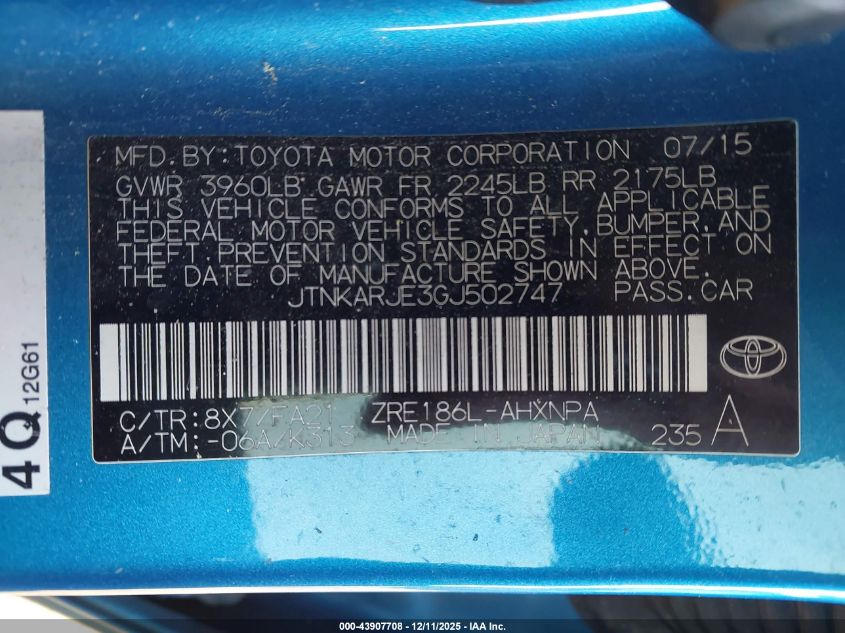 MFD.BY:TOYOTA MOTOR CORPORATION 07/15
GVWR 3960LB GAWR FR 2245LB RR 2175LB
THIS VEHICLE CONFORMS TO ALL APPLICABLE
FEDERAL MOTOR VEHICLE SAFETY,BUMPER,AND
THEFT PREVENTION STANDARDS IN EFFECT ON
THE DATE OF MANUFACTURE SHOWN ABOVE.
JTNKARJE3GJ502747 PASS.CAR
C/TR:8X7/FA21 ZRE186L-AHXNPA
A/TM:-06A/K313 MADE IN JAPAN 235 A
4Q 12G61
000-43907708 - 12/11/2025 - IAA Inc.